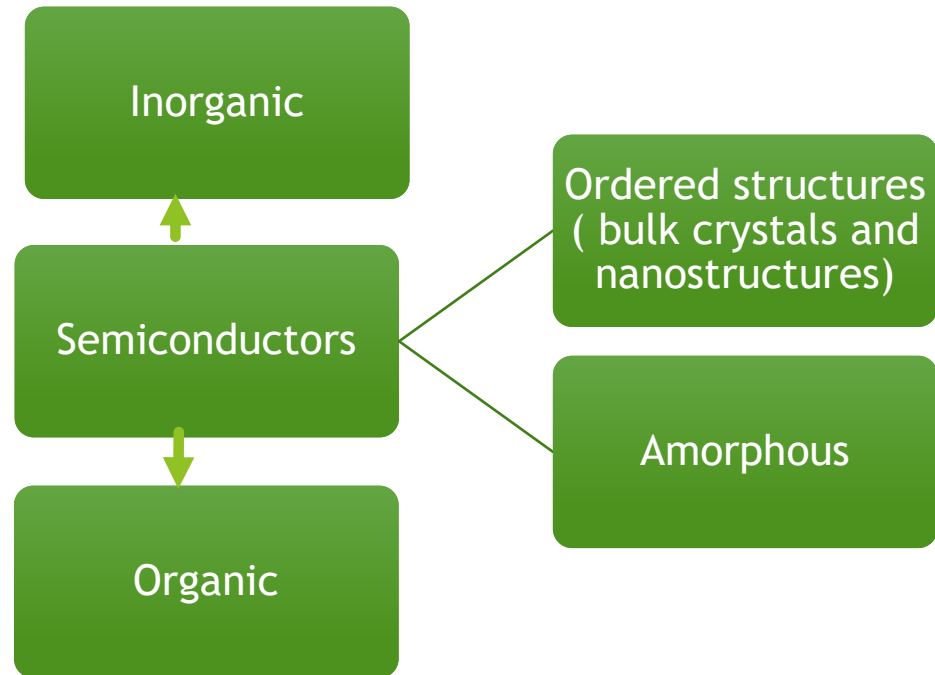 Inorganic
Ordered structures
( bulk crystals and
nanostructures)
Semiconductors
Amorphous
Organic